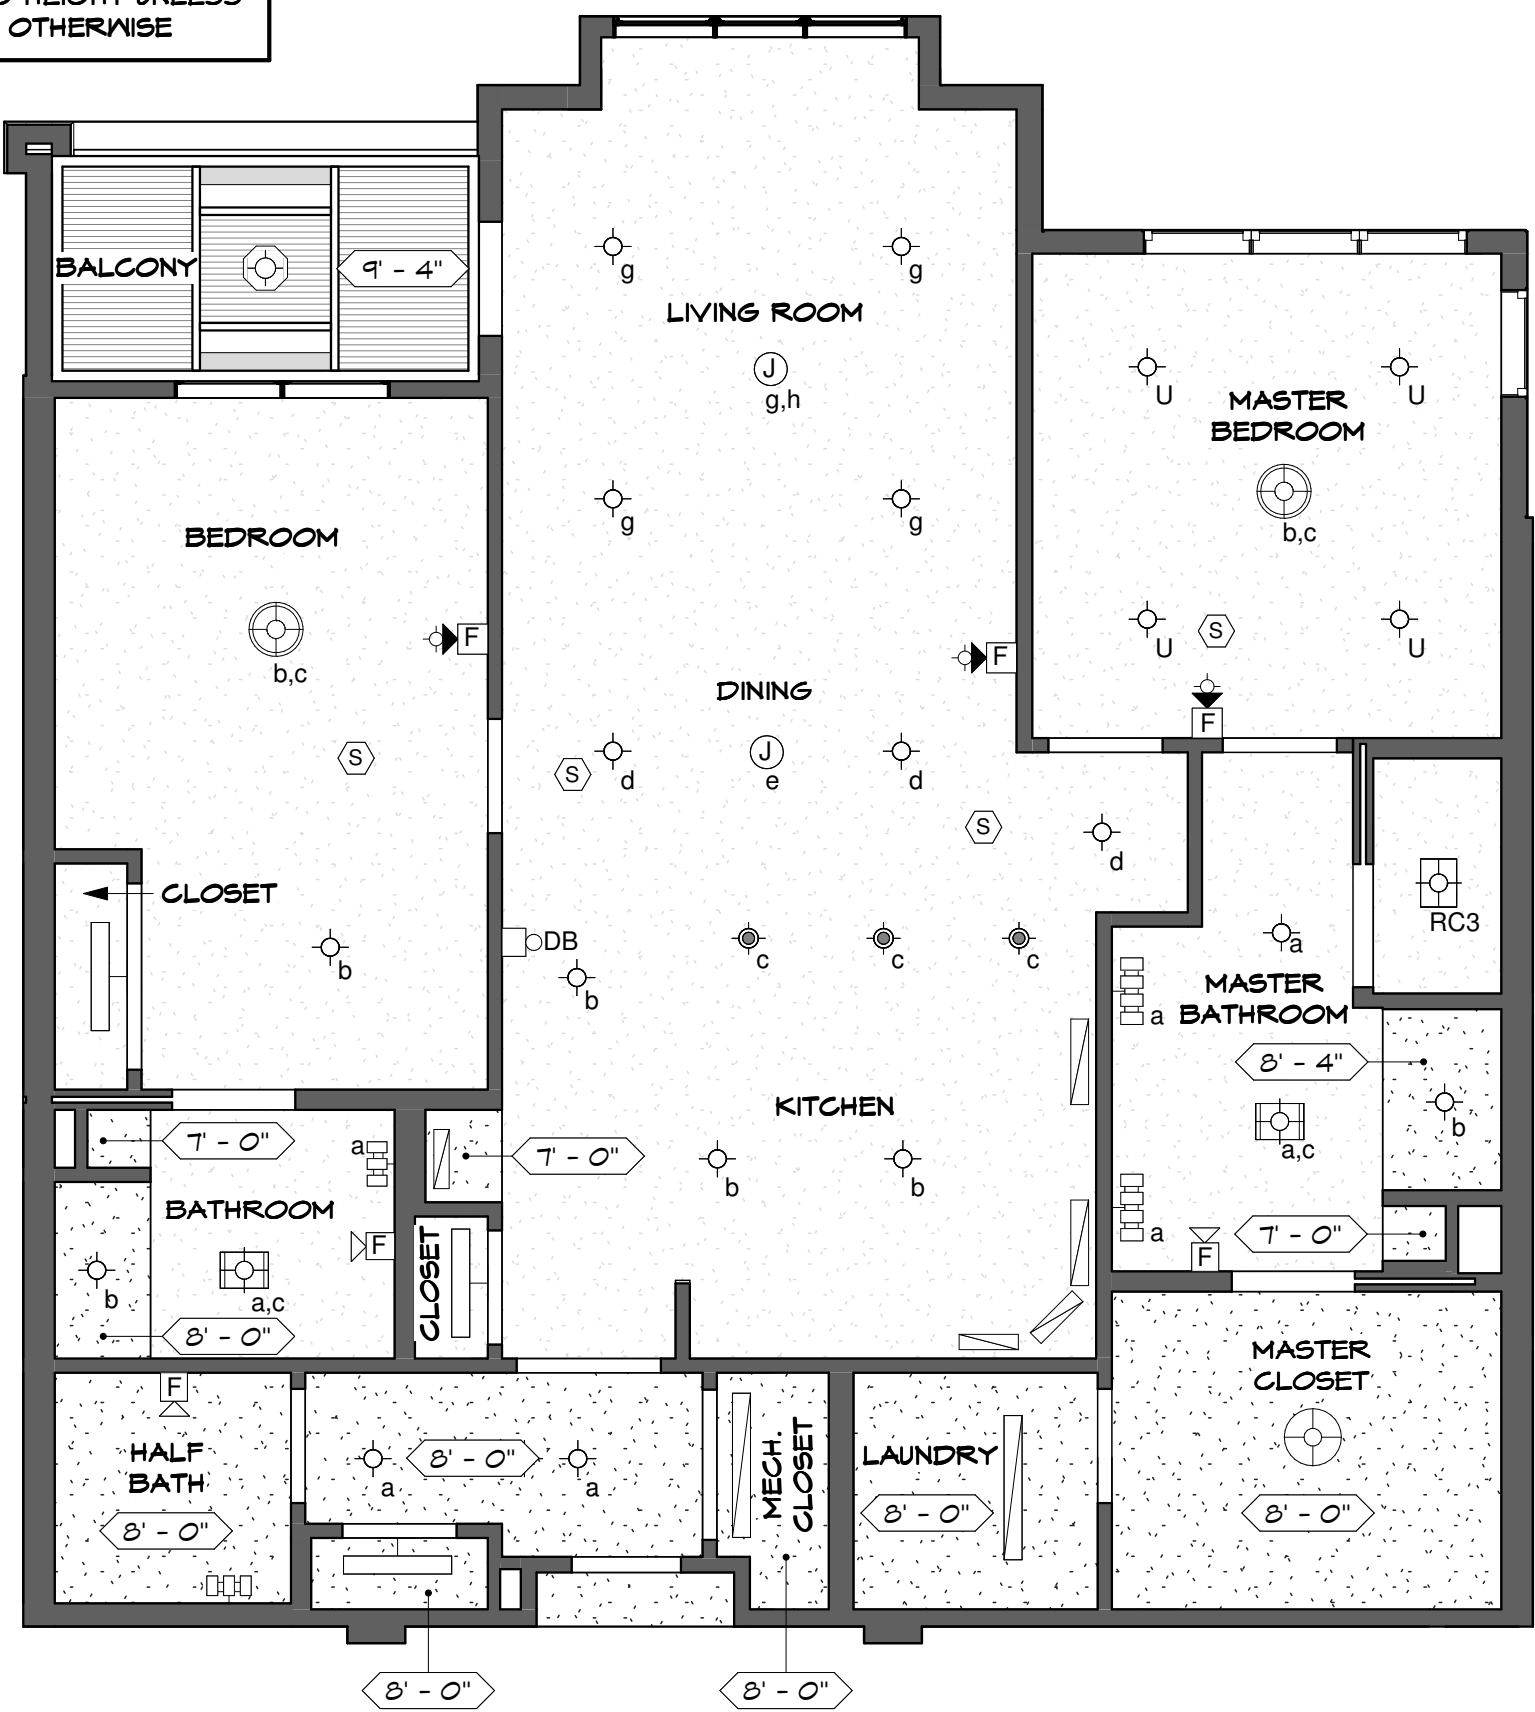 OTHERWISE
BALCONY
9' - 4"
g
g
LIVING ROOM
J
g,h
U
U
MASTER
BEDROOM
b,c
g
g
BEDROOM
b,c
F
F
S
U
U
F
DINING
S
S
d
J
e
d
S
d
CLOSET
b
DB
b
c
c
c
RC3
a
MASTER
BATHROOM
a
8' - 4"
b
a,c
KITCHEN
7' - 0"
a
7' - 0"
b
b
BATHROOM
F
CLOSET
b
a,c
8' - 0"
a
F
7' - 0"
MASTER
CLOSET
8' - 0"
F
HALF
BATH
8' - 0"
a
8' - 0"
a
MECH.
CLOSET
LAUNDRY
8' - 0"
8' - 0"
8' - 0"